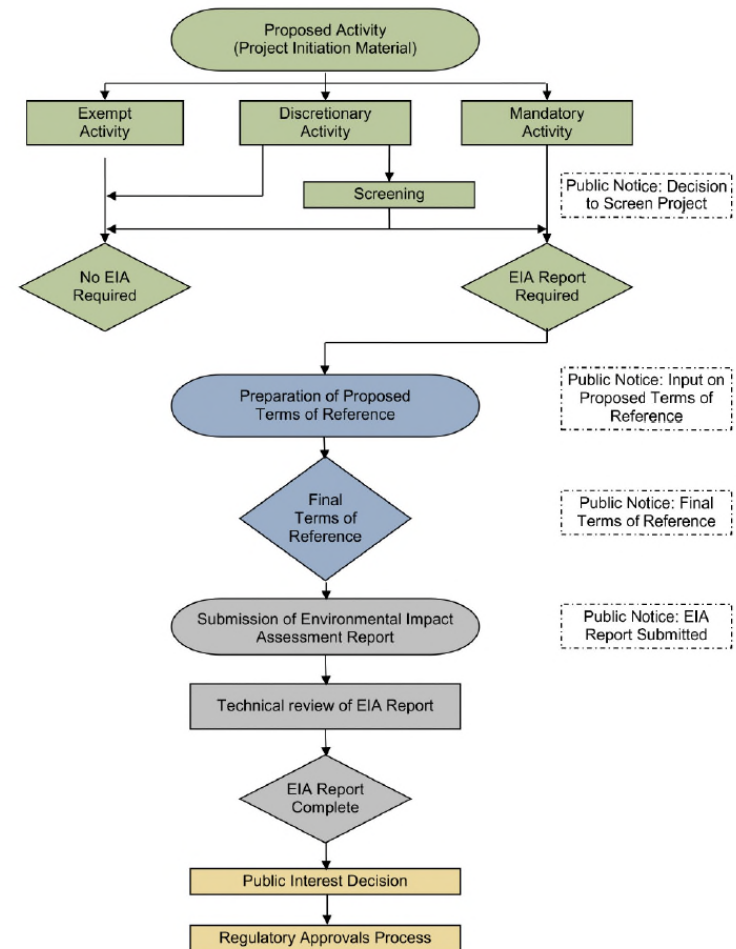 Proposed Activity
(Project Initiation Material)
Exempt
Activity
Discretionary
Activity
Mandatory
Activity
Screening
Public Notice: Decision
to Screen Project
No EIA
Required
EIA Report
Required
Preparation of Proposed
Terms of Reference
Public Notice: Input on
Proposed Terms of
Reference
Final
Terms of
Reference
Public Notice: Final
Terms of Reference
Submission of Environmental Impact
Assessment Report
Public Notice: EIA
Report Submitted
Technical review of EIA Report
EIA Report
Complete
Public Interest Decision
Regulatory Approvals Process